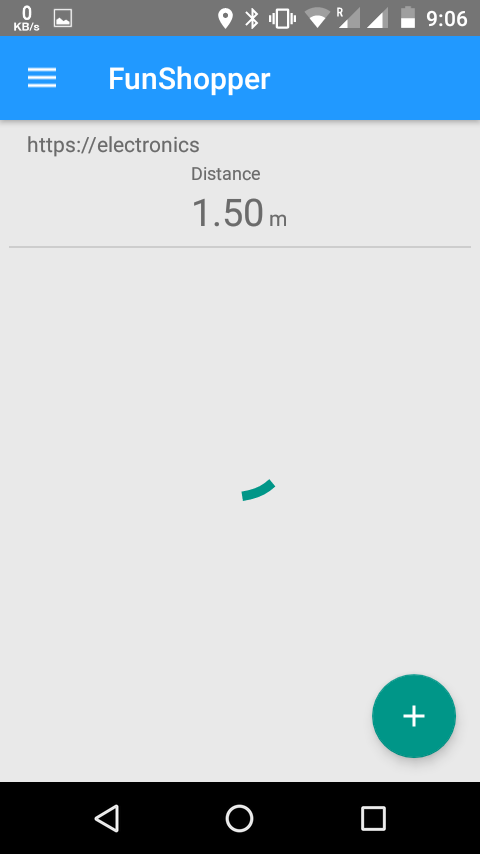 0
KB/s
R
9:06
FunShopper
https://electronics
Distance
1.50 m